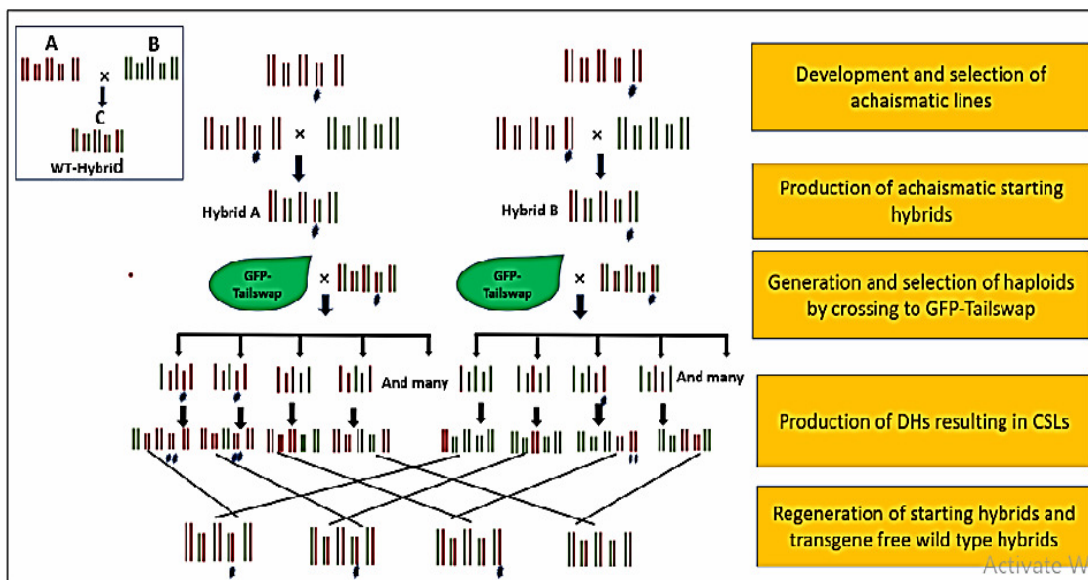 A
B
×
C
WT-Hybrid
×
×
Hybrid A
Hybrid B
GFP-
Tailswap
×
GFP-
Tailswap
×
And many
And many
Development and selection of
achaismatic lines
Production of achaismatic starting
hybrids
Generation and selection of haploids
by crossing to GFP-Tailswap
Production of DHs resulting in CSLs
Regeneration of starting hybrids and
transgene free wild type hybrids
Activate W